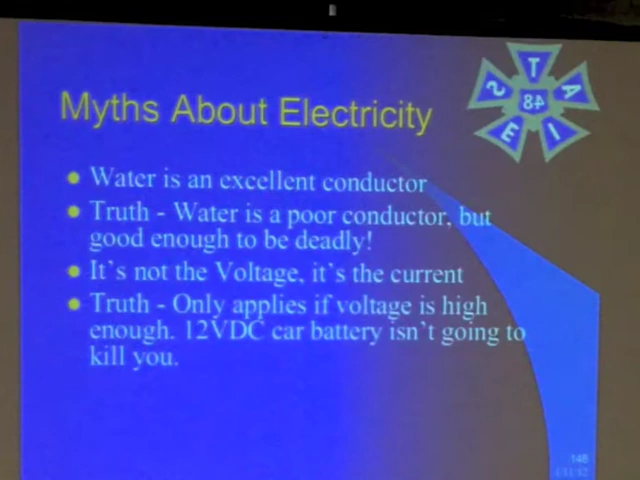 Myths About Electricity
T
S A
48
E I
Water is an excellent conductor
Truth - Water is a poor conductor, but
good enough to be deadly!
It's not the Voltage, it's the current
Truth - Only applies if voltage is high
enough. 12VDC car battery isn't going to
kill you.
148